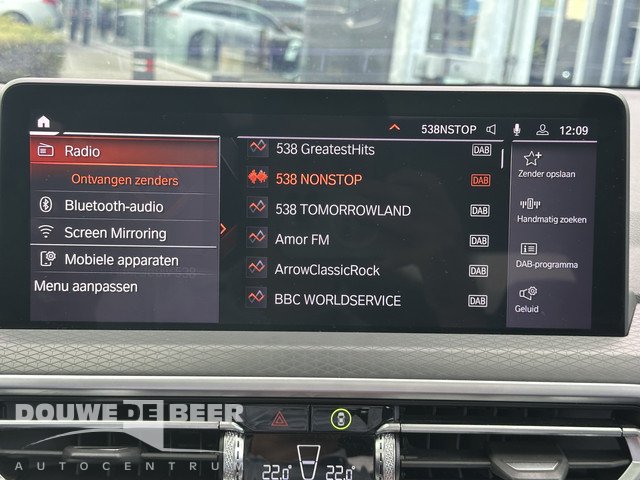 538NSTOP 12:09
Radio
Ontvangen zenders
Bluetooth-audio
Screen Mirroring
Mobiele apparaten
Menu aanpassen
538 GreatestHits DAB
538 NONSTOP DAB
538 TOMORROWLAND DAB
Amor FM DAB
ArrowClassicRock DAB
BBC WORLDSERVICE DAB
Zender opslaan
Handmatig zoeken
DAB-programma
Geluid
DOUWE DE BEER
AUTOCENTRUM
22.0 22.0